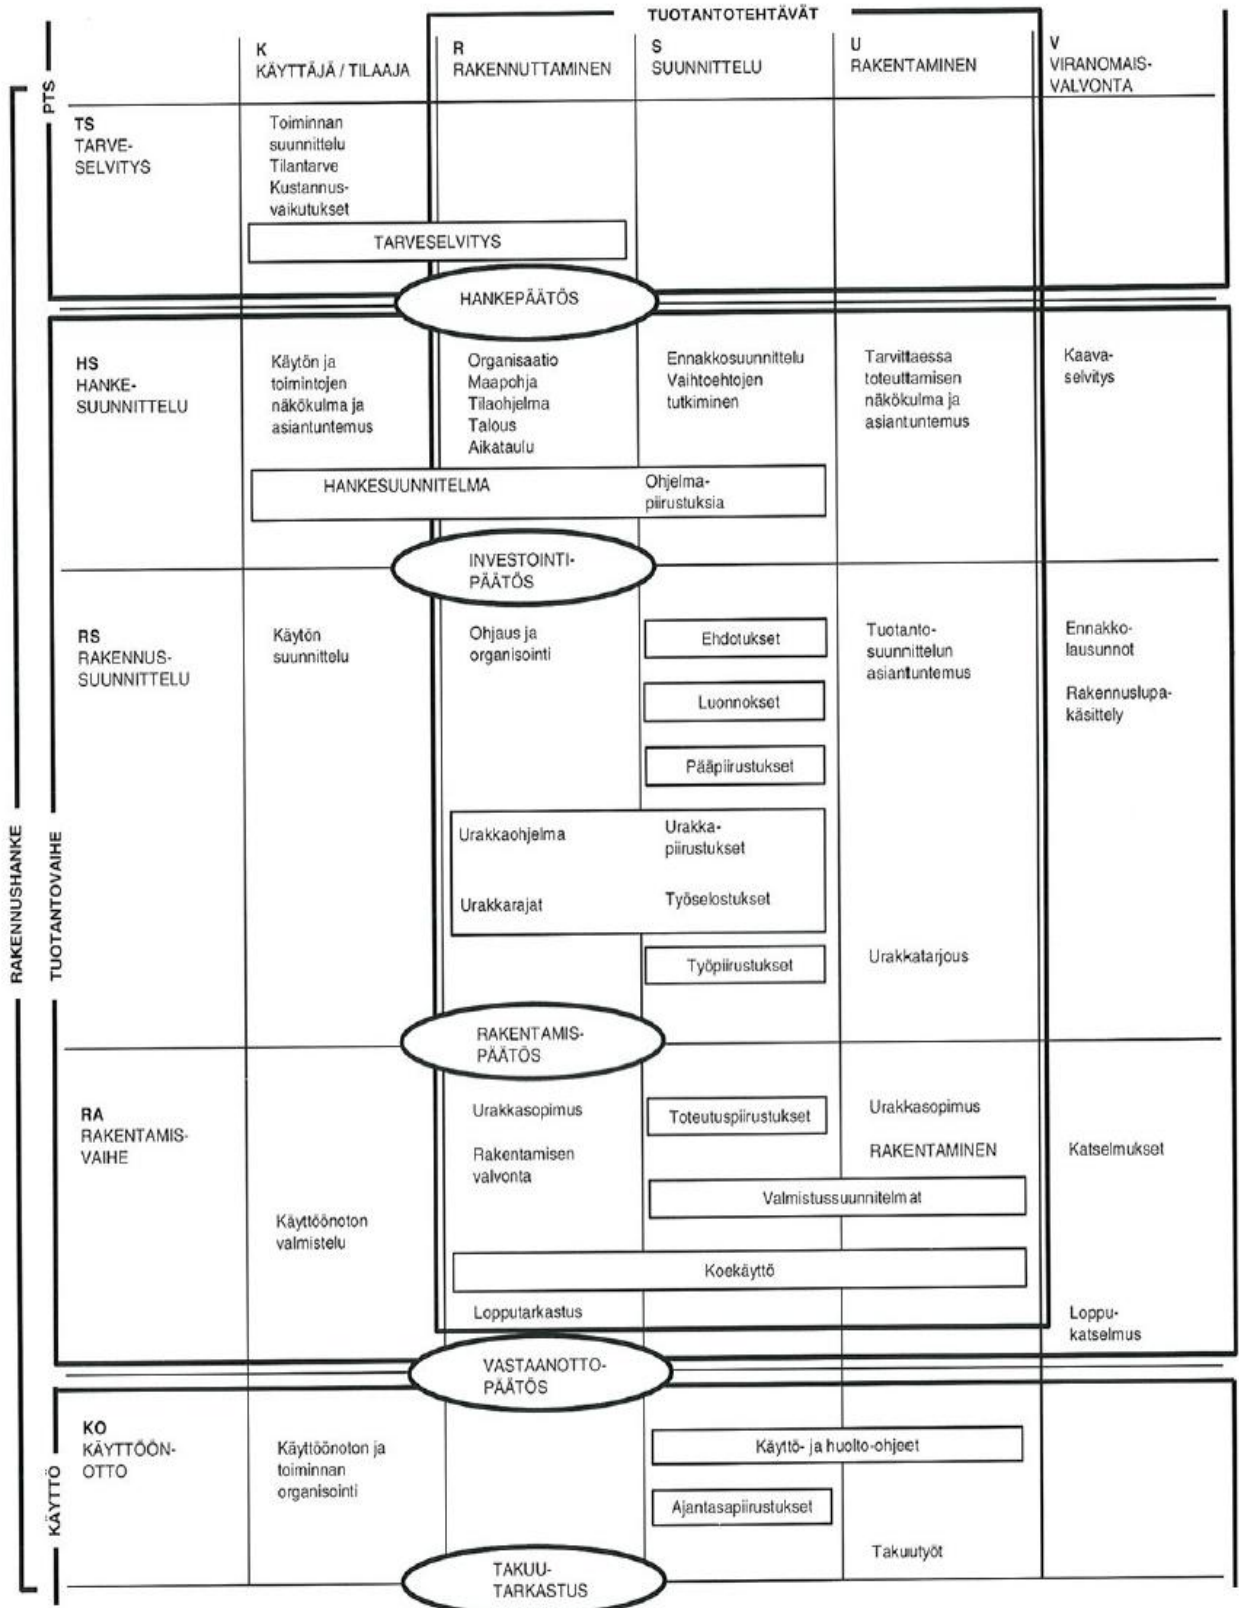 TUOTANTOTEHTÄVÄT
K
KÄYTTÄJÄ / TILAAJA
R
RAKENNUTTAMINEN
S
SUUNNITTELU
U
RAKENTAMINEN
V
VIRANOMAIS-
VALVONTA
RAKENNUSHANKE
PTS
TS
TARVE-
SELVITYS
Toiminnan
suunnittelu
Tilantarve
Kustannus-
vaikutukset
TARVESELVITYS
HANKEPÄÄTÖS
TUOTANTOVAIHE
HS
HANKE-
SUUNNITTELU
Käytön ja
toimintojen
näkökulma ja
asiantuntemus
Organisaatio
Maapohja
Tilaohjelma
Talous
Aikataulu
Ennakkosuunnittelu
Vaihtoehtojen
tutkiminen
Tarvittaessa
toteuttamisen
näkökulma ja
asiantuntemus
Kaava-
selvitys
HANKESUUNNITELMA
Ohjelma-
piirustuksia
INVESTOINTI-
PÄÄTÖS
RS
RAKENNUS-
SUUNNITTELU
Käytön
suunnittelu
Ohjaus ja
organisointi
Ehdotukset
Luonnokset
Pääpiirustukset
Tuotanto-
suunnittelun
asiantuntemus
Ennakko-
lausunnot
Rakennuslupa-
käsittely
Urakkaohjelma
Urakka-
piirustukset
Urakkarajat
Työselostukset
Työpiirustukset
Urakkatarjous
RAKENTAMIS-
PÄÄTÖS
RA
RAKENTAMIS-
VAIHE
Urakkasopimus
Rakentamisen
valvonta
Toteutuspiirustukset
Urakkasopimus
RAKENTAMINEN
Katselmukset
Valmistussuunnitelmat
Käyttöönoton
valmistelu
Koekäyttö
Lopputarkastus
Loppu-
katselmus
VASTAANOTTO-
PÄÄTÖS
KÄYTTÖ
KO
KÄYTTÖÖN-
OTTO
Käyttöönoton ja
toiminnan
organisointi
Käyttö- ja huolto-ohjeet
Ajantasapiirustukset
Takuutyöt
TAKUU-
TARKASTUS